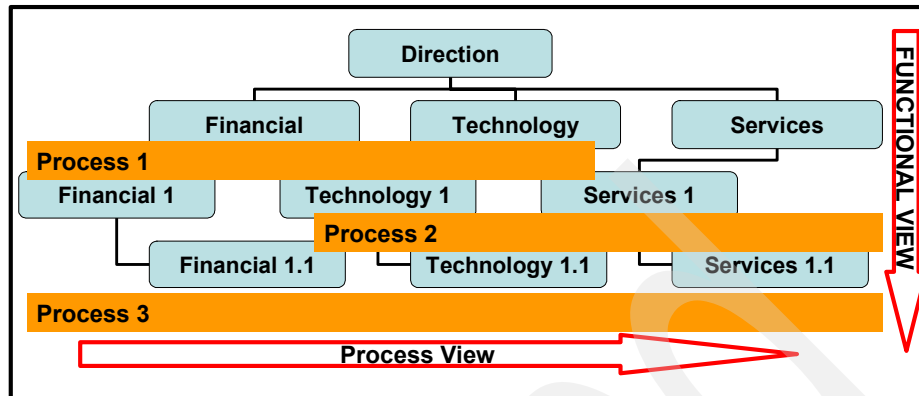 Direction
FUNCTIONAL VIEW
Financial
Technology
Services
Process 1
Financial 1
Technology 1
Services 1
Process 2
Financial 1.1
Technology 1.1
Services 1.1
Process 3
Process View